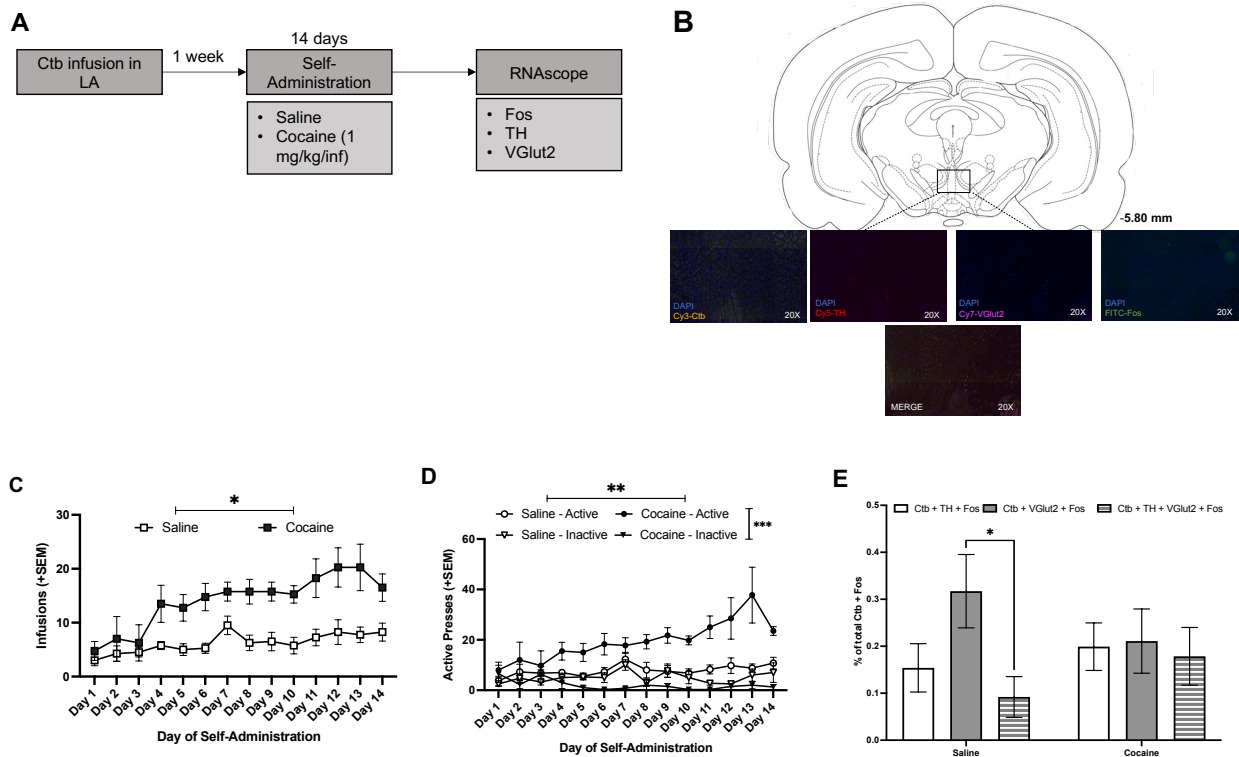 A
Ctb infusion in
LA
1 week
14 days
Self-
Administration
RNAscope
• Saline
• Cocaine (1
mg/kg/inf)
• Fos
• TH
• VGlut2
B
-5.80 mm
DAPI
Cy3-Ctb
20X
DAPI
Cy5-TH
20X
DAPI
Cy7-VGlut2
20X
DAPI
FITC-Fos
20X
MERGE
20X
C
*
Saline
Cocaine
Infusions (+SEM)
30
20
10
0
Day 1
Day 2
Day 3
Day 4
Day 5
Day 6
Day 7
Day 8
Day 9
Day 10
Day 11
Day 12
Day 13
Day 14
Day of Self-Administration
D
**
Saline - Active
Cocaine - Active
Saline - Inactive
Cocaine - Inactive
***
Active Presses (+SEM)
60
40
20
0
Day 1
Day 2
Day 3
Day 4
Day 5
Day 6
Day 7
Day 8
Day 9
Day 10
Day 11
Day 12
Day 13
Day 14
Day of Self-Administration
E
Ctb + TH + Fos
Ctb + VGlut2 + Fos
Ctb + TH + VGlut2 + Fos
*
% of total Ctb + Fos
0.5
0.4
0.3
0.2
0.1
0.0
Saline
Cocaine